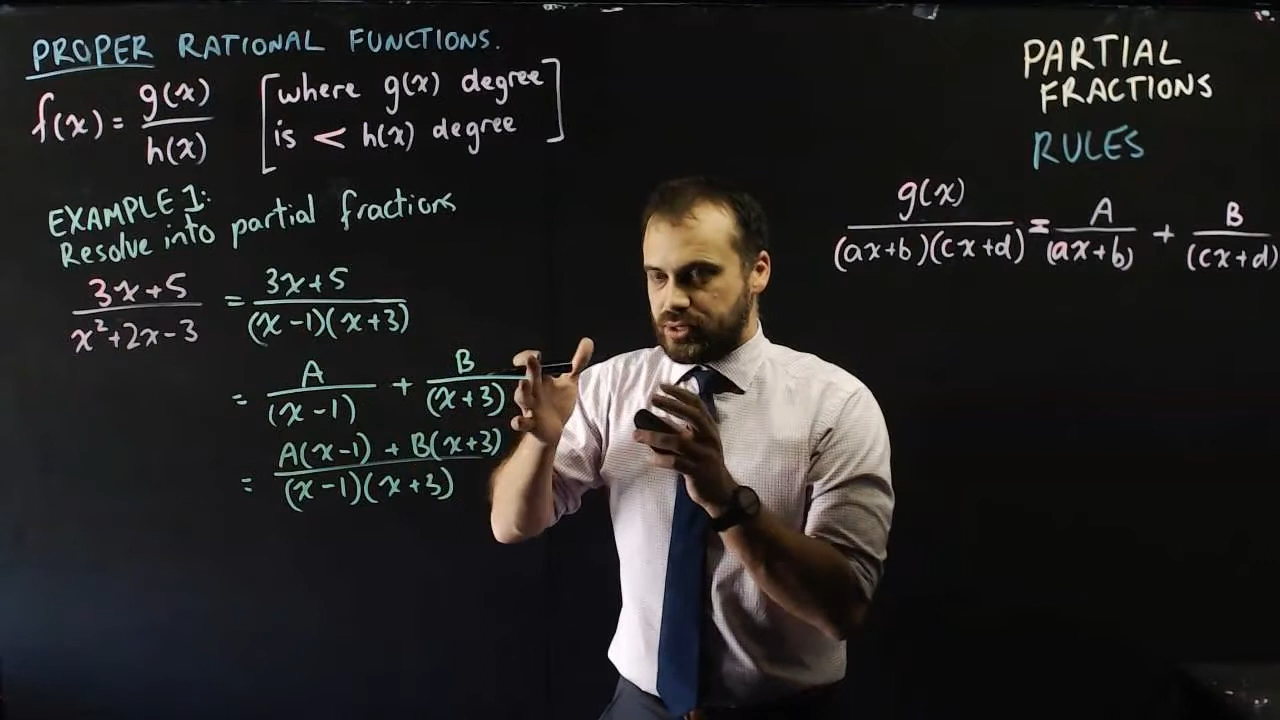 PROPER RATIONAL FUNCTIONS.
f(x) = g(x)/h(x) [where g(x) degree
is < h(x) degree]
EXAMPLE 1:
Resolve into partial fractions
(3x+5)/(x²+2x-3) = (3x+5)/((x-1)(x+3))
= A/(x-1) + B/(x+3)
= (A(x-1) + B(x+3))/((x-1)(x+3))
PARTIAL
FRACTIONS
RULES
g(x)/((ax+b)(cx+d)) = A/(ax+b) + B/(cx+d)